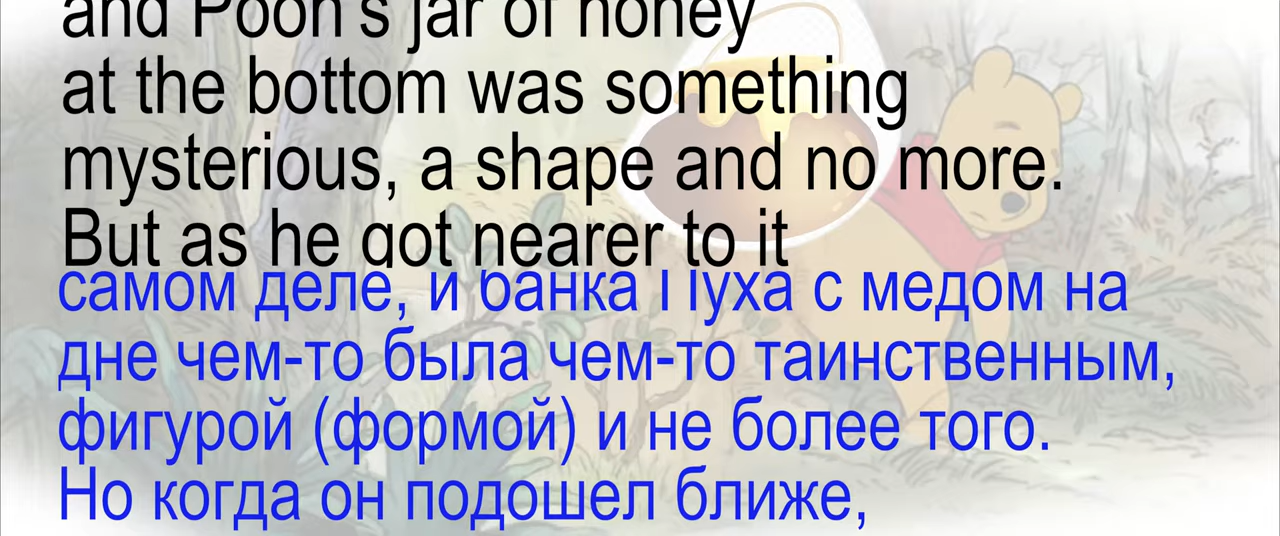 and Pooh's jar of honey
at the bottom was something
mysterious, a shape and no more.
But as he got nearer to it
самом деле, и банка Пуха с медом на
дне чем-то была чем-то таинственным,
фигурой (формой) и не более того.
Но когда он подошел ближе,